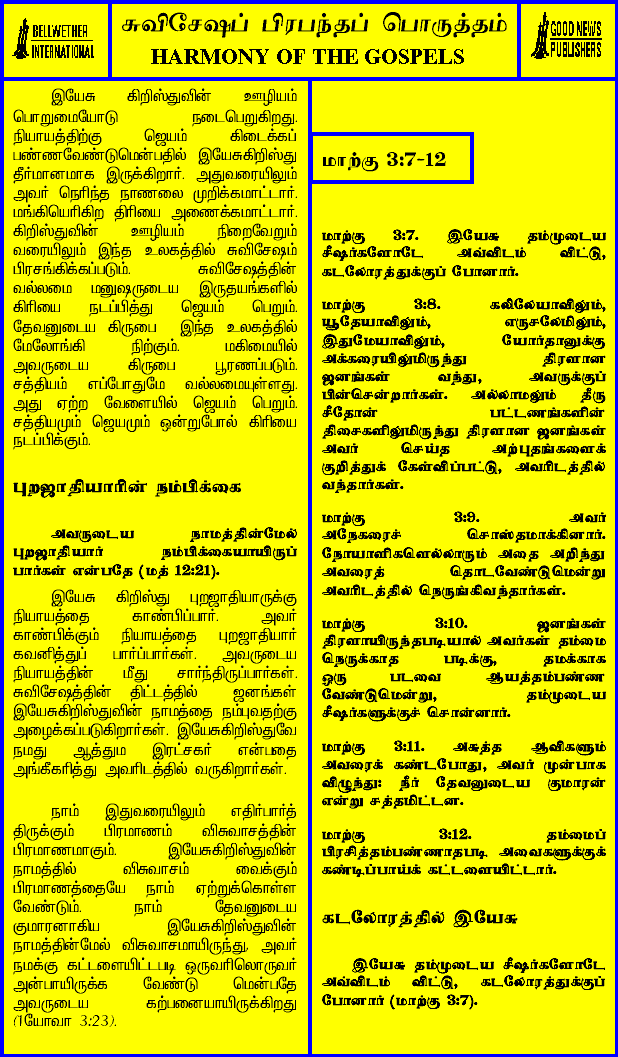 BELLWETHER
INTERNATIONAL
சுவிசேஷப் பிரபந்தப் பொருத்தம்
HARMONY OF THE GOSPELS
GOOD NEWS
PUBLISHERS
இயேசு கிறிஸ்துவின் ஊழியம்
பொறுமையோடு நடைபெறுகிறது.
நியாயத்திற்கு ஜெயம் கிடைக்கப்
பண்ணவேண்டுமென்பதில் இயேசுகிறிஸ்து
தீர்மானமாக இருக்கிறார். அதுவரையிலும்
அவர் நெரிந்த நாணலை முறிக்கமாட்டார்.
மங்கியெரிகிற திரியை அணைக்கமாட்டார்.
கிறிஸ்துவின் ஊழியம் நிறைவேறும்
வரையிலும் இந்த உலகத்தில் சுவிசேஷம்
பிரசங்கிக்கப்படும். சுவிசேஷத்தின்
வல்லமை மனுஷருடைய இருதயங்களில்
கிரியை நடப்பித்து ஜெயம் பெறும்.
தேவனுடைய கிருபை இந்த உலகத்தில்
மேலோங்கி நிற்கும். மகிமையில்
அவருடைய கிருபை பூரணப்படும்.
சத்தியம் எப்போதுமே வல்லமையுள்ளது.
அது ஏற்ற வேளையில் ஜெயம் பெறும்.
சத்தியமும் ஜெயமும் ஒன்றுபோல் கிரியை
நடப்பிக்கும்.
புறஜாதியாரின் நம்பிக்கை
அவருடைய நாமத்தின்மேல்
புறஜாதியார் நம்பிக்கையாயிருப்
பார்கள் என்பதே (மத் 12:21).
இயேசு கிறிஸ்து புறஜாதியாருக்கு
நியாயத்தை காண்பிப்பார். அவர்
காண்பிக்கும் நியாயத்தை புறஜாதியார்
கவனித்துப் பார்ப்பார்கள். அவருடைய
நியாயத்தின் மீது சார்ந்திருப்பார்கள்.
சுவிசேஷத்தின் திட்டத்தில் ஜனங்கள்
இயேசுகிறிஸ்துவின் நாமத்தை நம்புவதற்கு
அழைக்கப்படுகிறார்கள். இயேசுகிறிஸ்துவே
நமது ஆத்தும இரட்சகர் என்பதை
அங்கீகரித்து அவரிடத்தில் வருகிறார்கள்.
நாம் இதுவரையிலும் எதிர்பார்த்
திருக்கும் பிரமாணம் விசுவாசத்தின்
பிரமாணமாகும். இயேசுகிறிஸ்துவின்
நாமத்தில் விசுவாசம் வைக்கும்
பிரமாணத்தையே நாம் ஏற்றுக்கொள்ள
வேண்டும். நாம் தேவனுடைய
குமாரனாகிய இயேசுகிறிஸ்துவின்
நாமத்தின்மேல் விசுவாசமாயிருந்து, அவர்
நமக்கு கட்டளையிட்டபடி ஒருவரிலொருவர்
அன்பாயிருக்க வேண்டு மென்பதே
அவருடைய கற்பனையாயிருக்கிறது
(1யோவா 3:23).
மாற்கு 3:7-12
மாற்கு 3:7. இயேசு தம்முடைய
சீஷர்களோடே அவ்விடம் விட்டு,
கடலோரத்துக்குப் போனார்.
மாற்கு 3:8. கலிலேயாவிலும்,
யூதேயாவிலும், எருசலேமிலும்,
இதுமேயாவிலும், யோர்தானுக்கு
அக்கரையிலுமிருந்து திரளான
ஜனங்கள் வந்து, அவருக்குப்
பின்சென்றார்கள். அல்லாமலும் தீரு
சீதோன் பட்டணங்களின்
திசைகளிலுமிருந்து திரளான ஜனங்கள்
அவர் செய்த அற்புதங்களைக்
குறித்துக் கேள்விப்பட்டு, அவரிடத்தில்
வந்தார்கள்.
மாற்கு 3:9. அவர்
அநேகரைச் சொஸ்தமாக்கினார்.
நோயாளிகளெல்லாரும் அதை அறிந்து
அவரைத் தொடவேண்டுமென்று
அவரிடத்தில் நெருங்கிவந்தார்கள்.
மாற்கு 3:10. ஜனங்கள்
திரளாயிருந்தபடியால் அவர்கள் தம்மை
நெருக்காத படிக்கு, தமக்காக
ஒரு படவை ஆயத்தம்பண்ண
வேண்டுமென்று, தம்முடைய
சீஷர்களுக்குச் சொன்னார்.
மாற்கு 3:11. அசுத்த ஆவிகளும்
அவரைக் கண்டபோது, அவர் முன்பாக
விழுந்து: நீர் தேவனுடைய குமாரன்
என்று சத்தமிட்டன.
மாற்கு 3:12. தம்மைப்
பிரசித்தம்பண்ணாதபடி அவைகளுக்குக்
கண்டிப்பாய்க் கட்டளையிட்டார்.
கடலோரத்தில் இயேசு
இயேசு தம்முடைய சீஷர்களோடே
அவ்விடம் விட்டு, கடலோரத்துக்குப்
போனார் (மாற்கு 3:7).